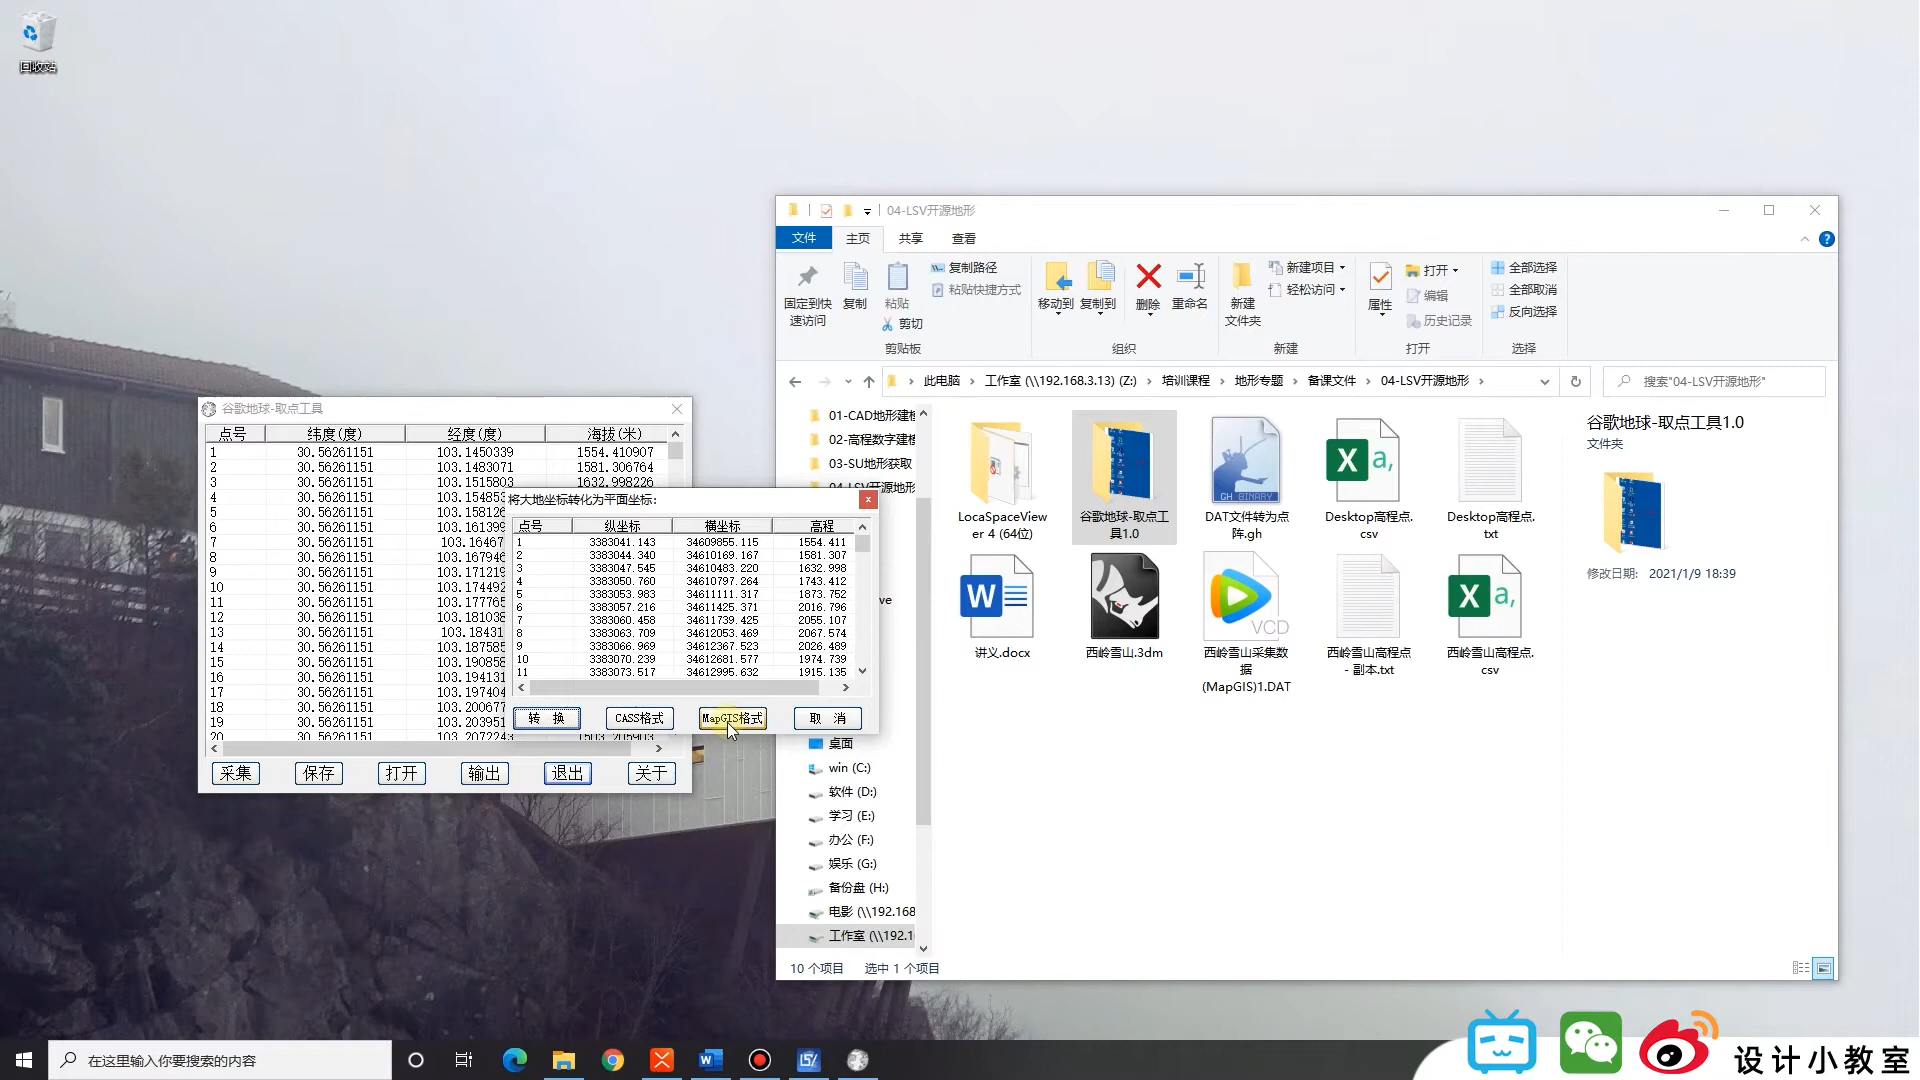 回收站
04-LSV开源地形
文件
主页
共享
查看
固定到快
速访问
复制
粘贴
复制路径
粘贴快捷方式
剪切
剪贴板
移动到
复制到
删除
重命名
组织
新建
文件夹
新建项目
轻松访问
新建
属性
打开
编辑
历史记录
打开
全部选择
全部取消
反向选择
选择
此电脑
工作室 (\\192.168.3.13) (Z:)
培训课程
地形专题
备课文件
04-LSV开源地形
搜索"04-LSV开源地形"
01-CAD地形建模
02-高程数字建模
03-SU地形获取
04-LSV开源地形
ve
桌面
win (C:)
软件 (D:)
学习 (E:)
办公 (F:)
娱乐 (G:)
备份盘 (H:)
电影 (\\192.168
工作室 (\\192.1
LocaSpaceView
er 4 (64位)
谷歌地球-取点工
具1.0
GH BINARY
DAT文件转为点
阵.gh
Desktop高程点.
csv
Desktop高程点.
txt
讲义.docx
西岭雪山.3dm
VCD
西岭雪山采集数
据
(MapGIS)1.DAT
西岭雪山高程点
- 副本.txt
西岭雪山高程点.
csv
谷歌地球-取点工具1.0
文件夹
修改日期: 2021/1/9 18:39
10 个项目 选中 1 个项目
谷歌地球-取点工具
点号 纬度(度) 经度(度) 海拔(米)
1 30.56261151 103.1450339 1554.410907
2 30.56261151 103.1483071 1581.306764
3 30.56261151 103.1515803 1632.998226
4 30.56261151 103.154853
5 30.56261151 103.158126
6 30.56261151 103.161399
7 30.56261151 103.16467
8 30.56261151 103.167946
9 30.56261151 103.171219
10 30.56261151 103.174492
11 30.56261151 103.177765
12 30.56261151 103.181038
13 30.56261151 103.18431
14 30.56261151 103.187585
15 30.56261151 103.190858
16 30.56261151 103.194131
17 30.56261151 103.197404
18 30.56261151 103.200677
19 30.56261151 103.203951
20 30.56261151 103.2072243 1503.205903
采集 保存 打开 输出 退出 关于
将大地坐标转化为平面坐标:
点号 纵坐标 横坐标 高程
1 3383041.143 34609855.115 1554.411
2 3383044.340 34610169.167 1581.307
3 3383047.545 34610483.220 1632.998
4 3383050.760 34610797.264 1743.412
5 3383053.983 34611111.317 1873.752
6 3383057.216 34611425.371 2016.796
7 3383060.458 34611739.425 2055.107
8 3383063.709 34612053.469 2067.574
9 3383066.969 34612367.523 2026.489
10 3383070.239 34612681.577 1974.739
11 3383073.517 34612995.632 1915.135
转 换 CASS格式 MapGIS格式 取 消
在这里输入你要搜索的内容
设计小教室